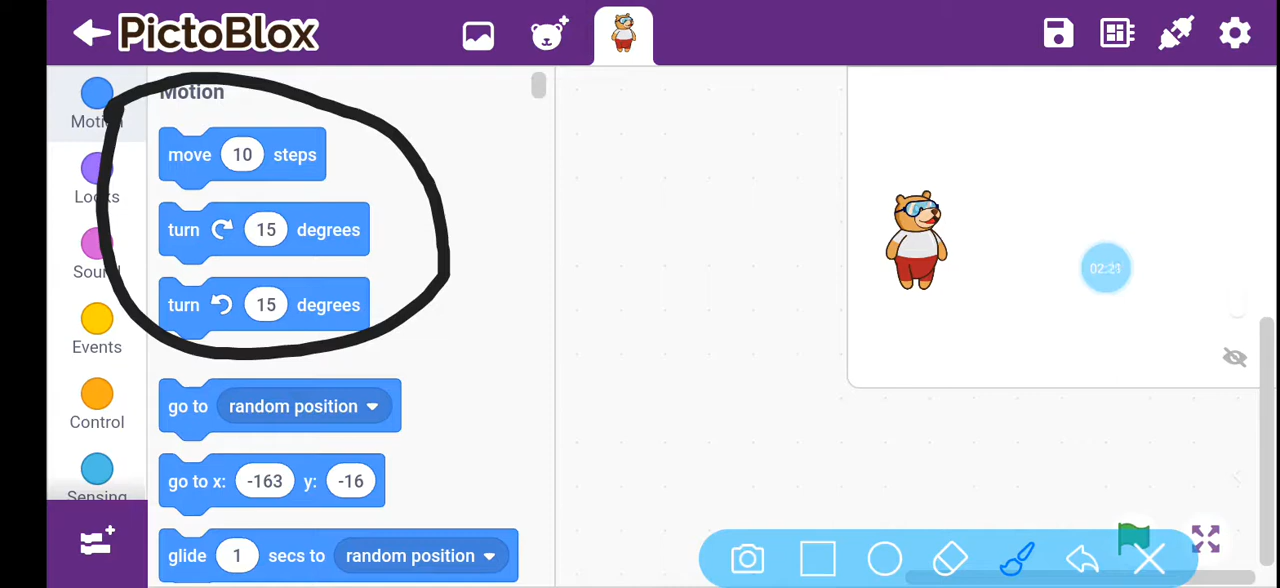 PictoBlox
Motion
Looks
Sound
Events
Control
Sensing
Motion
move 10 steps
turn 15 degrees
turn 15 degrees
go to random position
go to x: -163 y: -16
glide 1 secs to random position
02:21